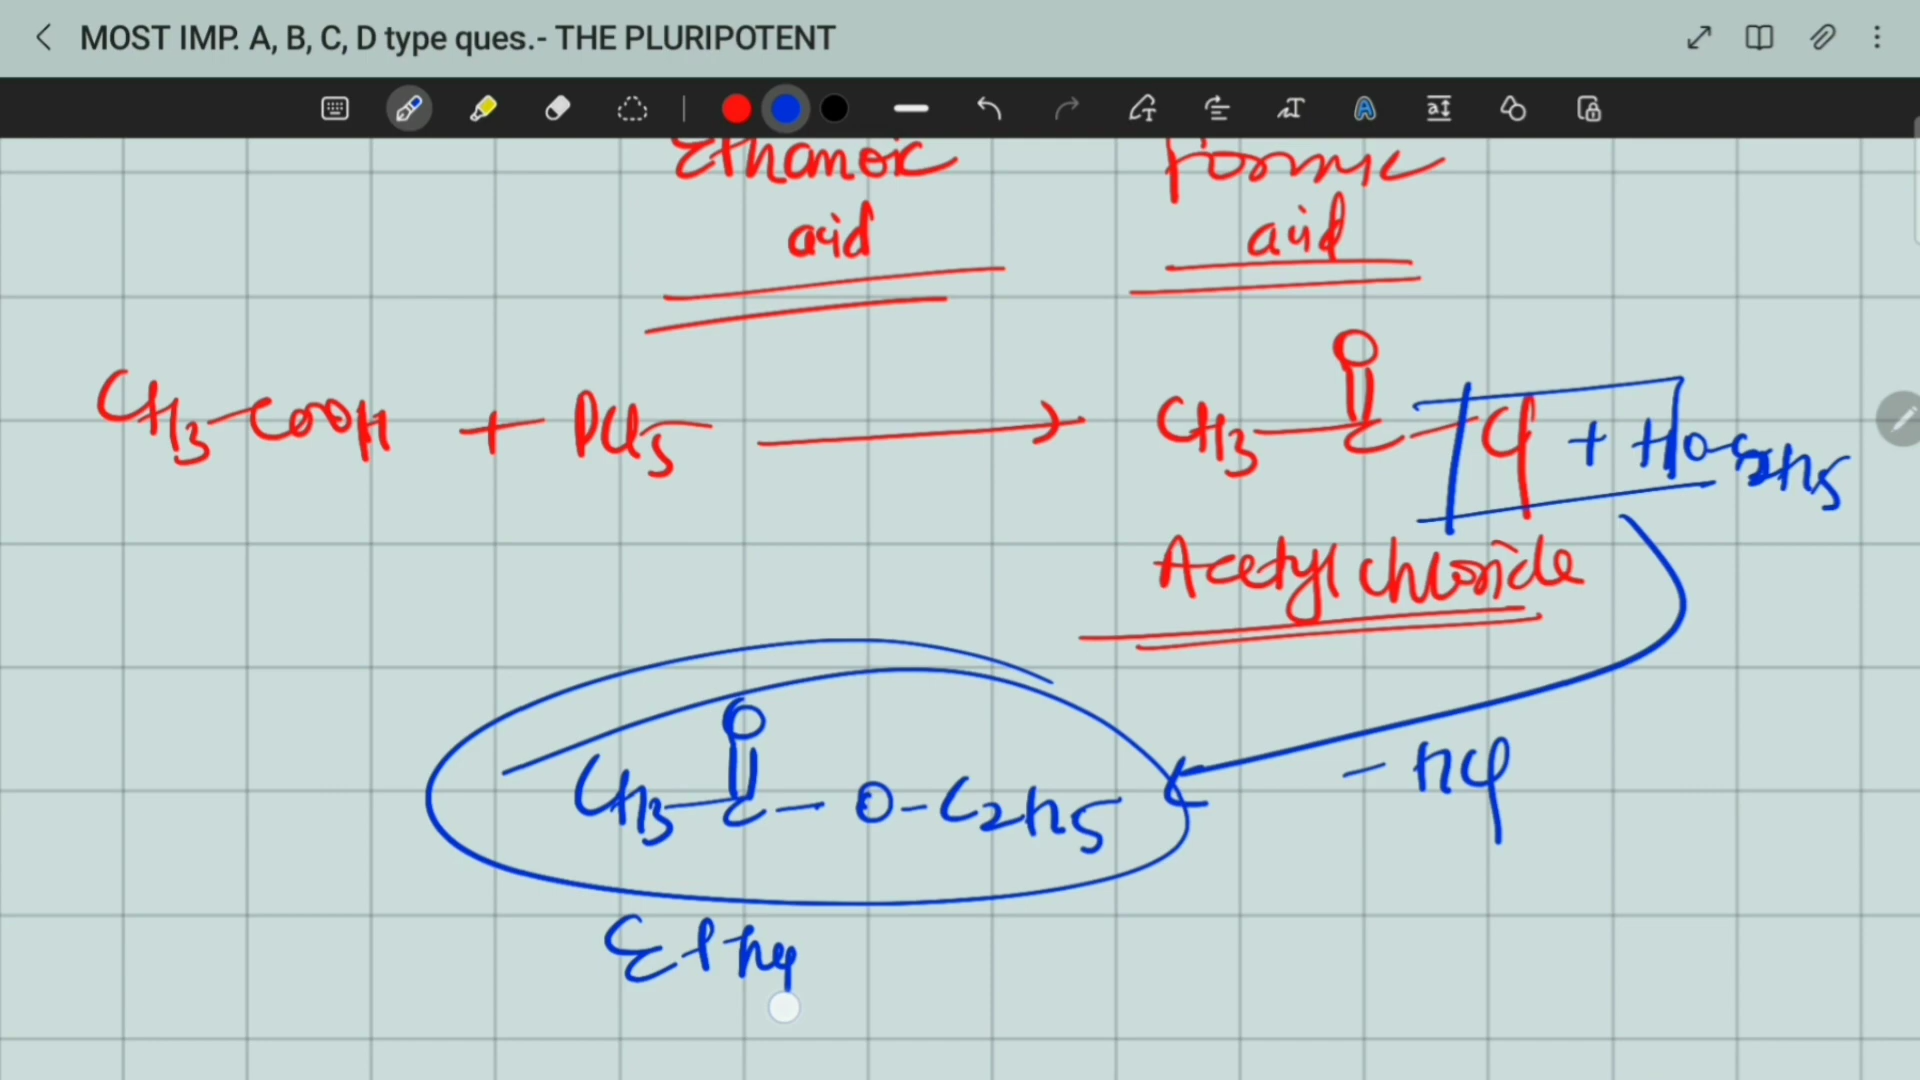 MOST IMP. A, B, C, D type ques.- THE PLURIPOTENT
Ethanoic Formic
acid acid
O
CH3-COOH + PCl5 → CH3-C-Cl + HO-C2H5
Acetyl chloride
O
CH3-C-O-C2H5 - HCl
Ethy